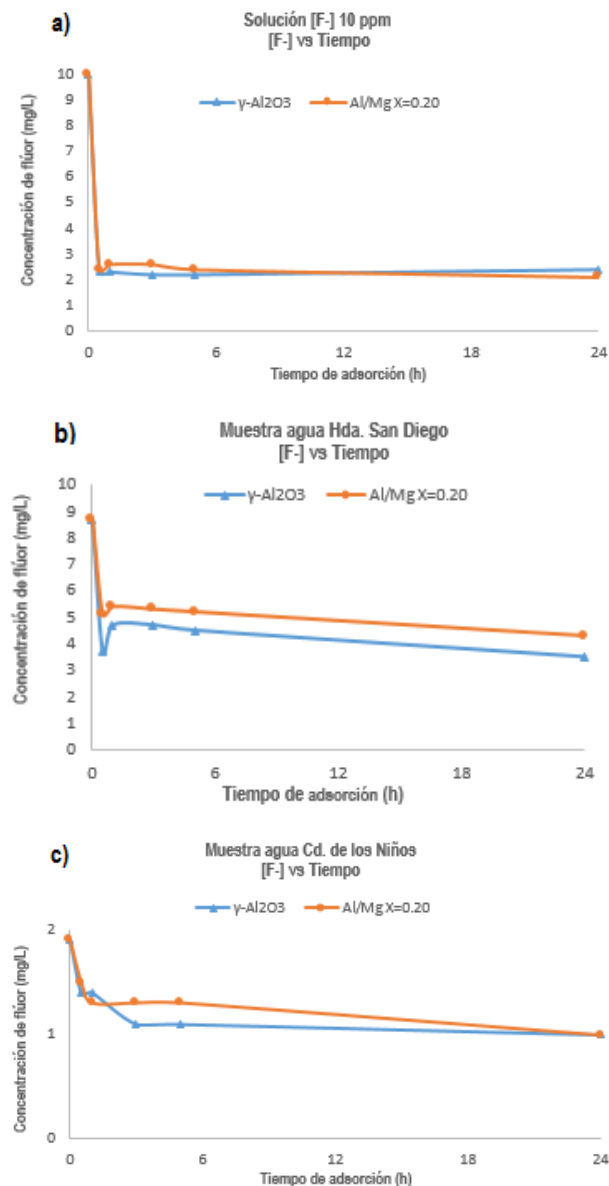 a)
Solución [F-] 10 ppm
[F-] vs Tiempo
γ-Al2O3 Al/Mg X=0.20
Concentración de flúor (mg/L)
10
9
8
7
6
5
4
3
2
1
0
0 6 12 18 24
Tiempo de adsorción (h)
b)
Muestra agua Hda. San Diego
[F-] vs Tiempo
γ-Al2O3 Al/Mg X=0.20
Concentración de flúor (mg/L)
10
9
8
7
6
5
4
3
2
1
0
0 6 12 18 24
Tiempo de adsorción (h)
c)
Muestra agua Cd. de los Niños
[F-] vs Tiempo
γ-Al2O3 Al/Mg X=0.20
Concentración de flúor (mg/L)
2
1
0
0 6 12 18 24
Tiempo de adsorción (h)